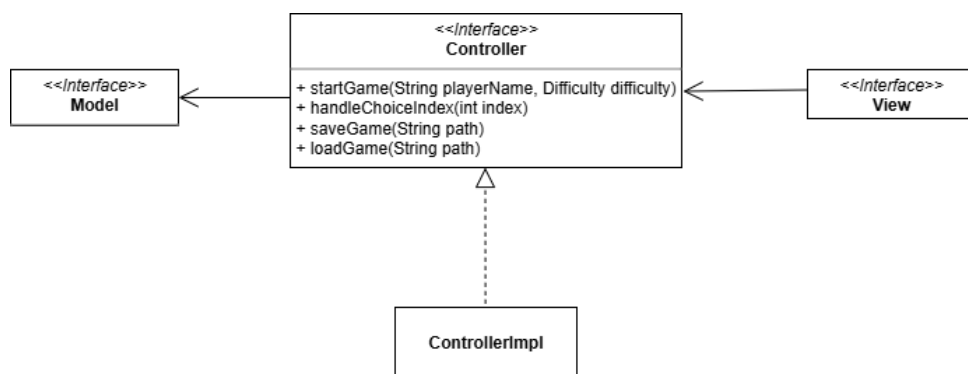 <<Interface>>
Controller
+ startGame(String playerName, Difficulty difficulty)
+ handleChoiceIndex(int index)
+ saveGame(String path)
+ loadGame(String path)
<<Interface>>
Model
<<Interface>>
View
ControllerImpl